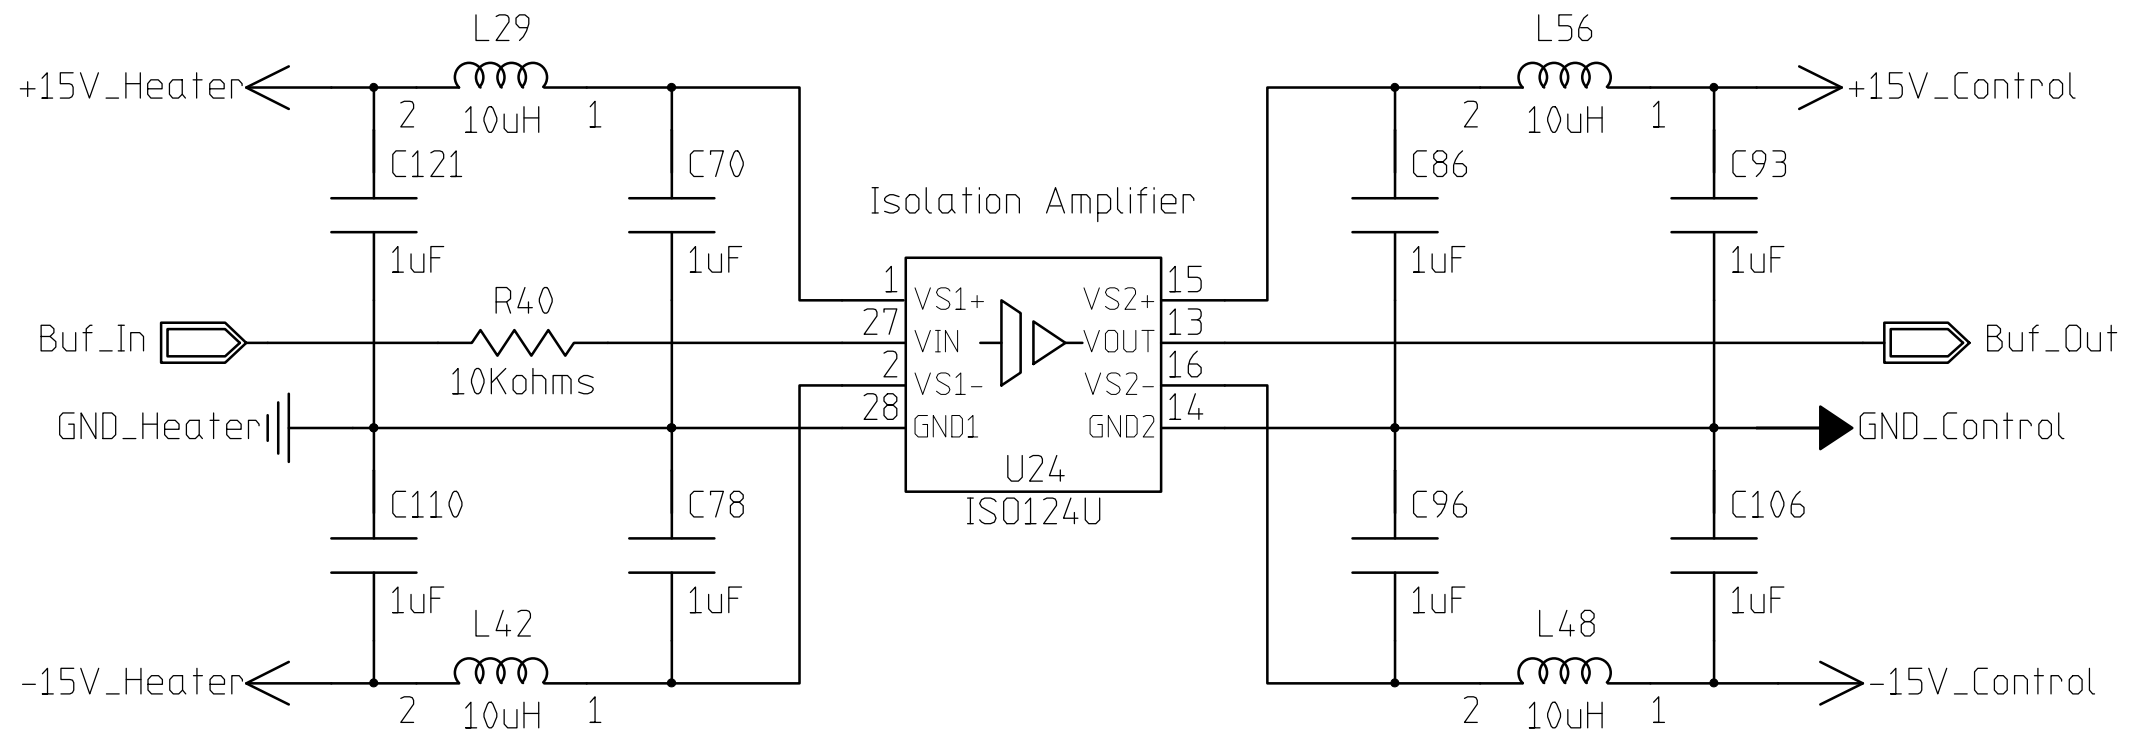 L29
L56
+15V_Heater
+15V_Control
2
10uH
1
2
10uH
1
C121
C70
C86
C93
Isolation Amplifier
1uF
1uF
1uF
1uF
1
VS1+
VS2+
15
R40
27
VIN
VOUT
13
Buf_In
Buf_Out
10Kohms
2
VS1-
VS2-
16
GND_Heater
28
GND1
GND2
14
GND_Control
U24
ISO124U
C110
C78
C96
C106
1uF
1uF
1uF
1uF
L42
L48
-15V_Heater
-15V_Control
2
10uH
1
2
10uH
1